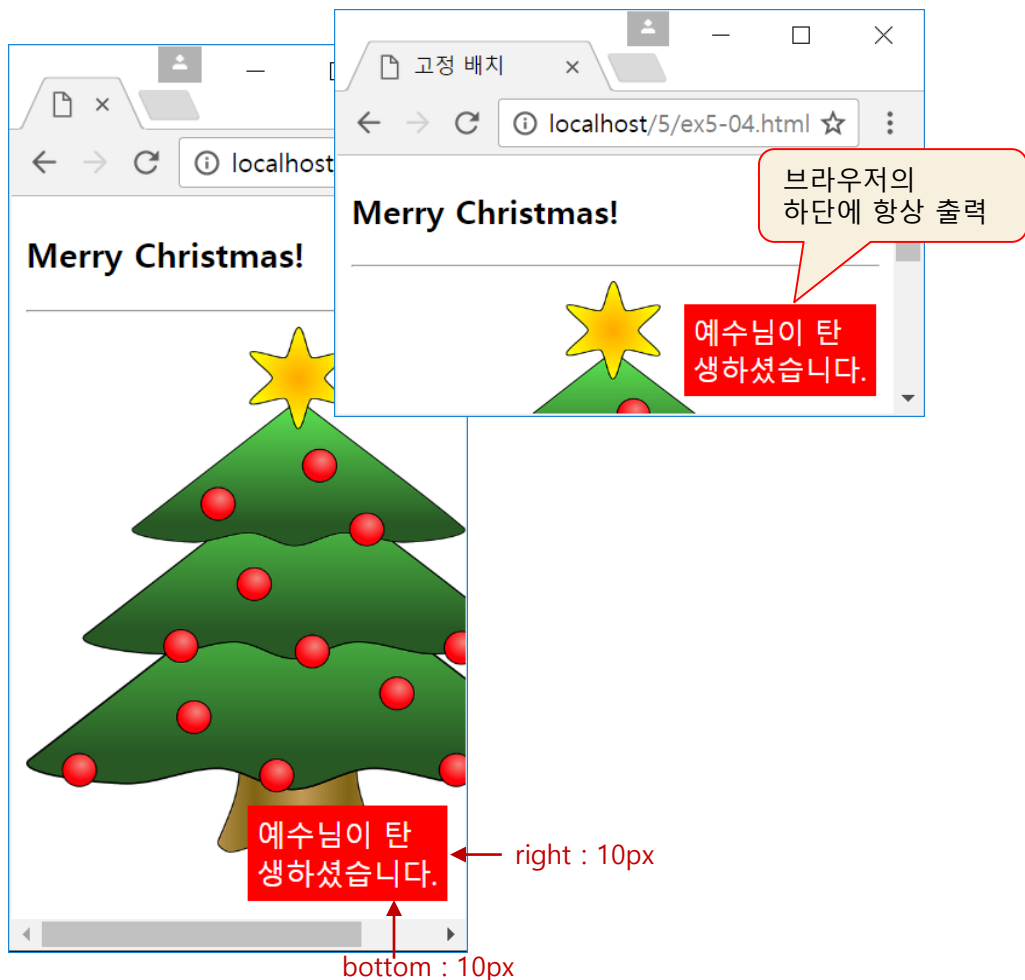 고정 배치
localhost/5/ex5-04.html
Merry Christmas!
브라우저의
하단에 항상 출력
예수님이 탄
생하셨습니다.
localhost
Merry Christmas!
예수님이 탄
생하셨습니다.
right : 10px
bottom : 10px